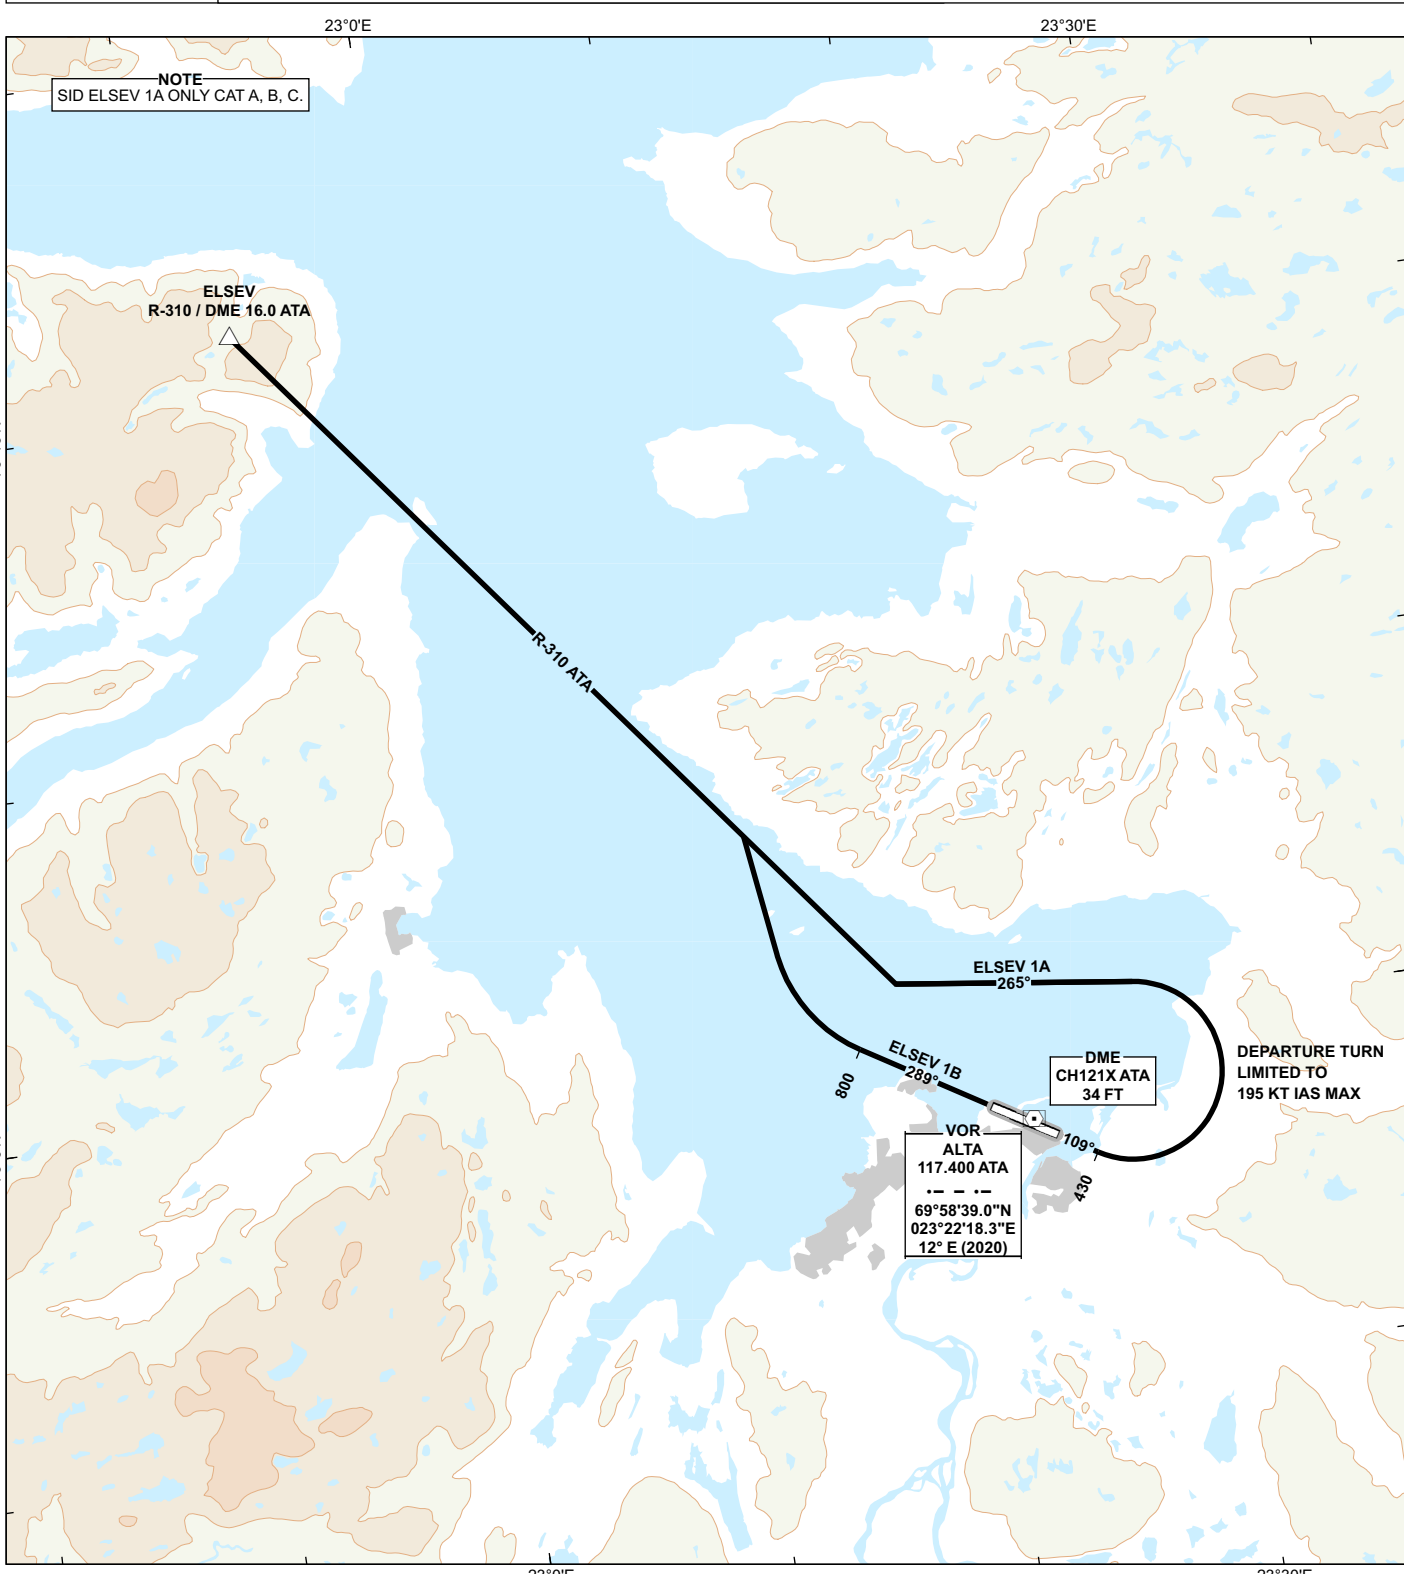 23°0'E
23°30'E
NOTE
SID ELSEV 1A ONLY CAT A, B, C.
ELSEV
R-310 / DME 16.0 ATA
R-310 ATA
ELSEV 1A
265°
ELSEV 1B
289°
800
DME
CH121X ATA
34 FT
DEPARTURE TURN
LIMITED TO
195 KT IAS MAX
109°
430
VOR
ALTA
117.400 ATA
69°58'39.0"N
023°22'18.3"E
12° E (2020)